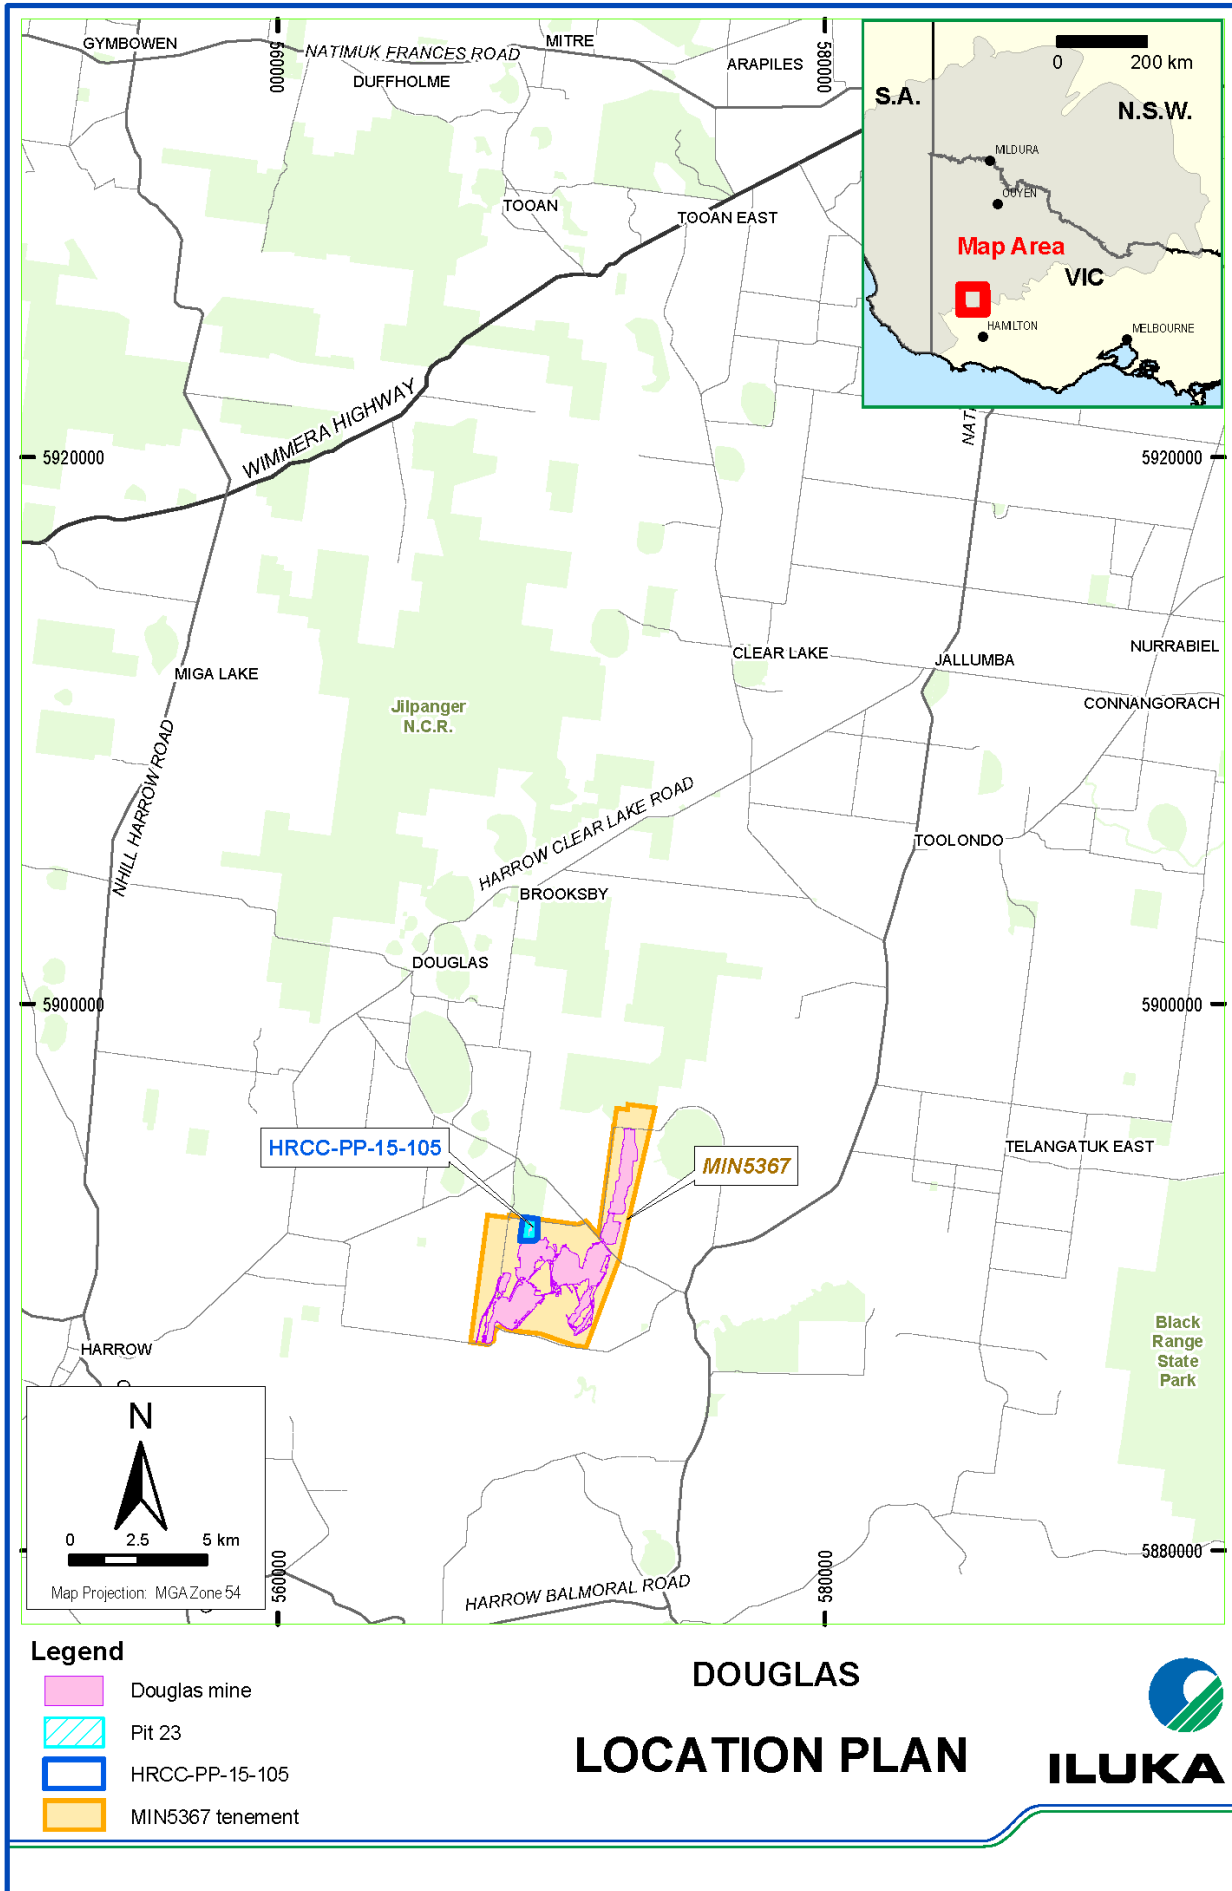 GYMBOWEN
NATIMUK FRANCES ROAD
MITRE
DUFFHOLME
ARAPILES
560000
580000
0 200 km
S.A.
N.S.W.
MILDURA
OUYEN
Map Area
VIC
HAMILTON
MELBOURNE
TOOAN
TOOAN EAST
WIMMERA HIGHWAY
5920000
5920000
MIGA LAKE
CLEAR LAKE
JALLUMBA
NURRABIEL
CONNANGORACH
Jilpanger
N.C.R.
NHILL HARROW ROAD
HARROW CLEAR LAKE ROAD
TOOLONDO
BROOKSBY
DOUGLAS
5900000
5900000
HRCC-PP-15-105
MIN5367
TELANGATUK EAST
HARROW
Black
Range
State
Park
N
0 2.5 5 km
Map Projection: MGA Zone 54
5880000
560000
580000
HARROW BALMORAL ROAD
Legend
Douglas mine
Pit 23
HRCC-PP-15-105
MIN5367 tenement
DOUGLAS
LOCATION PLAN
ILUKA